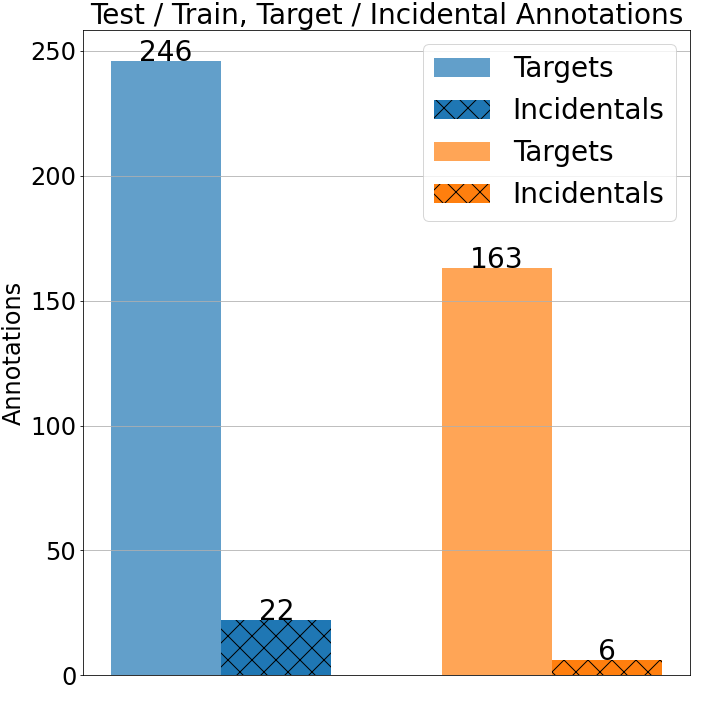 Test / Train, Target / Incidental Annotations
250
200
150
100
50
0
Annotations
246
22
163
6
Targets
Incidentals
Targets
Incidentals